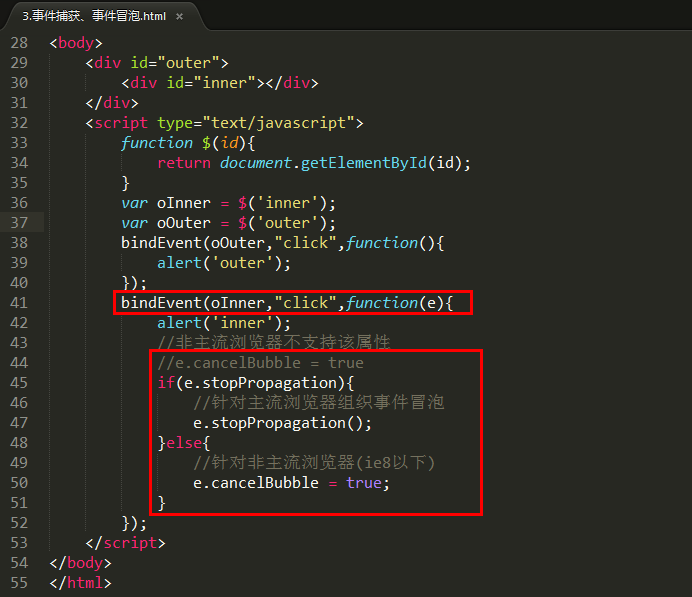 3.事件捕获、事件冒泡.html ×
28 <body>
29 <div id="outer">
30 <div id="inner"></div>
31 </div>
32 <script type="text/javascript">
33 function $(id){
34 return document.getElementById(id);
35 }
36 var oInner = $('inner');
37 var oOuter = $('outer');
38 bindEvent(oOuter,"click",function(){
39 alert('outer');
40 });
41 bindEvent(oInner,"click",function(e){
42 alert('inner');
43 //非主流浏览器不支持该属性
44 //e.cancelBubble = true
45 if(e.stopPropagation){
46 //针对主流浏览器组织事件冒泡
47 e.stopPropagation();
48 }else{
49 //针对非主流浏览器(ie8以下)
50 e.cancelBubble = true;
51 }
52 });
53 </script>
54 </body>
55 </html>